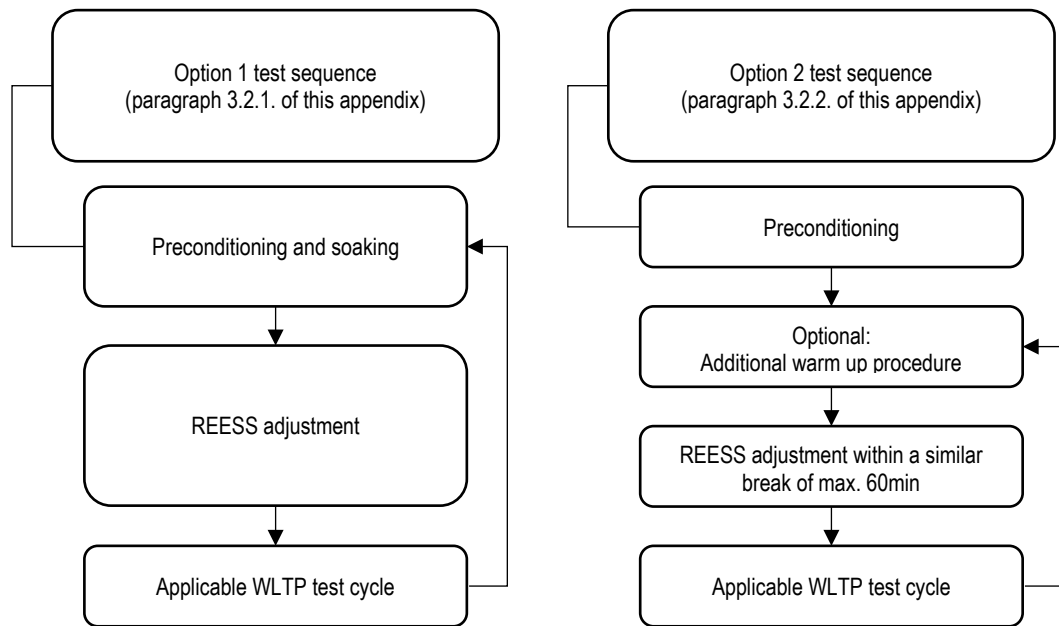 Option 1 test sequence
(paragraph 3.2.1. of this appendix)
Preconditioning and soaking
REESS adjustment
Applicable WLTP test cycle
Option 2 test sequence
(paragraph 3.2.2. of this appendix)
Preconditioning
Optional:
Additional warm up procedure
REESS adjustment within a similar
break of max. 60min
Applicable WLTP test cycle